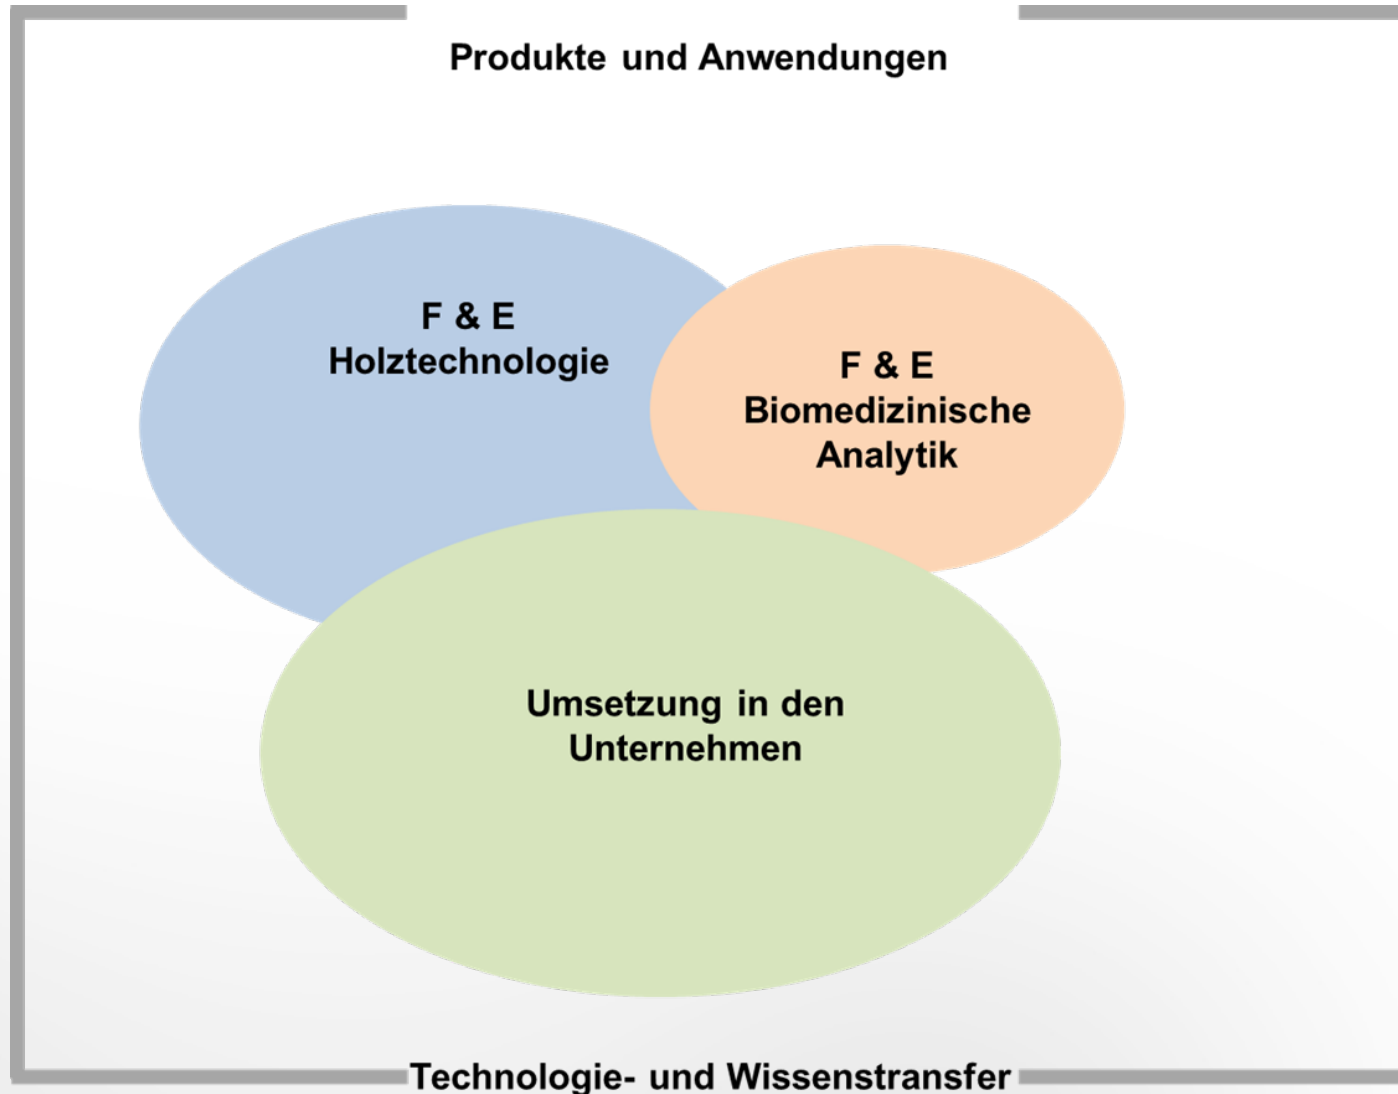 Produkte und Anwendungen
F & E
Holztechnologie
F & E
Biomedizinische
Analytik
Umsetzung in den
Unternehmen
Technologie- und Wissenstransfer